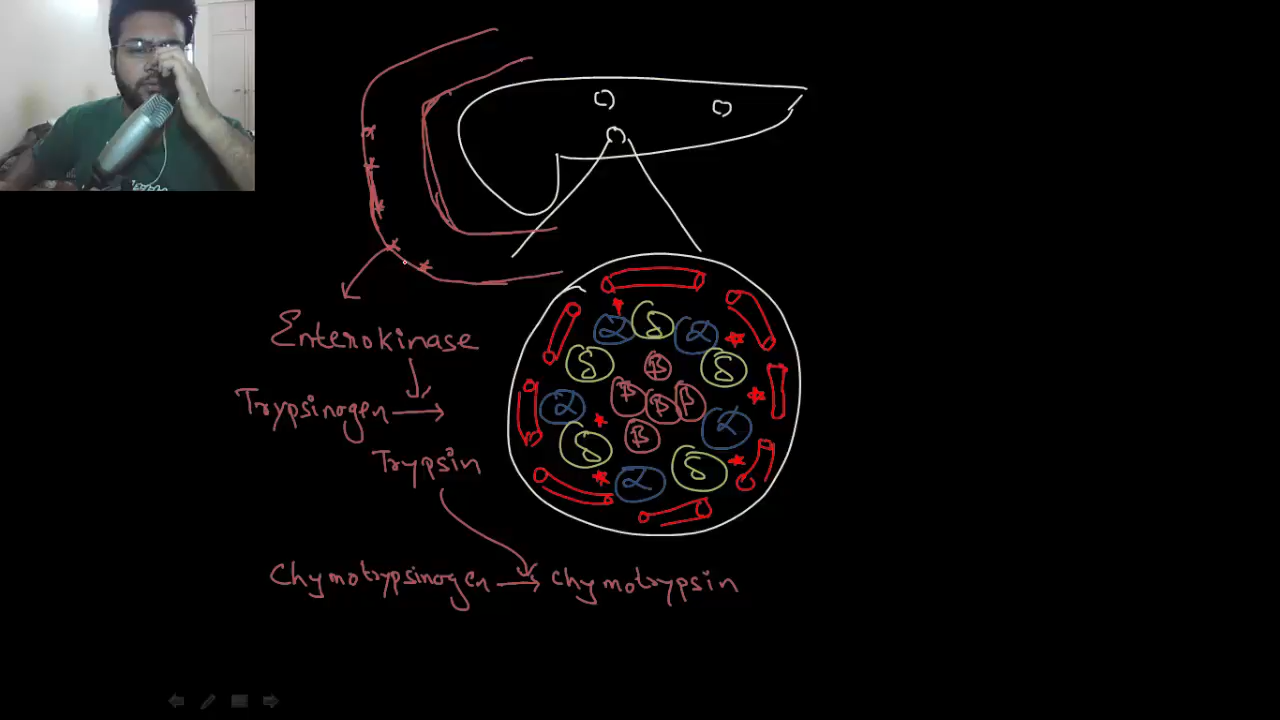 Enterokinase
Trypsinogen
Trypsin
Chymotrypsinogen → chymotrypsin
α δ α
δ β δ
α β β β α
δ β δ
α